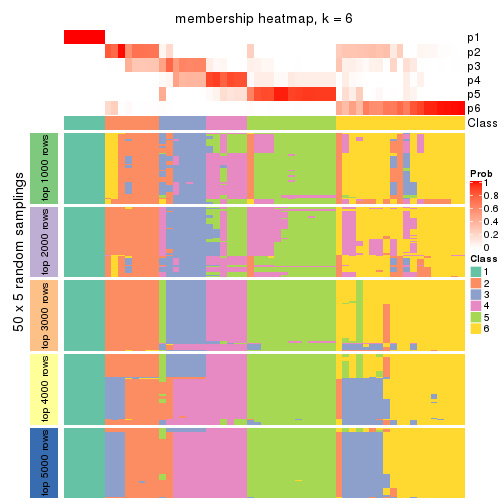 membership heatmap, k = 6
p1
p2
p3
p4
p5
p6
Class
50 x 5 random samplings
top 1000 rows
top 2000 rows
top 3000 rows
top 4000 rows
top 5000 rows
Prob
1
0.8
0.6
0.4
0.2
0
Class
1
2
3
4
5
6